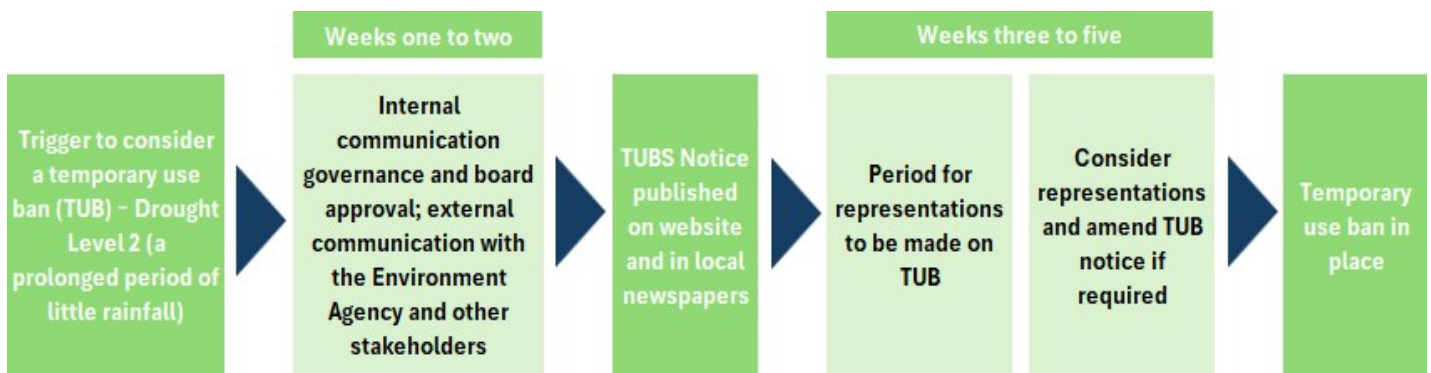 Weeks one to two
Weeks three to five
Trigger to consider
a temporary use
ban (TUB) – Drought
Level 2 (a
prolonged period of
little rainfall)
Internal
communication
governance and board
approval; external
communication with
the Environment
Agency and other
stakeholders
TUBS Notice
published
on website
and in local
newspapers
Period for
representations
to be made on
TUB
Consider
representations
and amend TUB
notice if
required
Temporary
use ban in
place